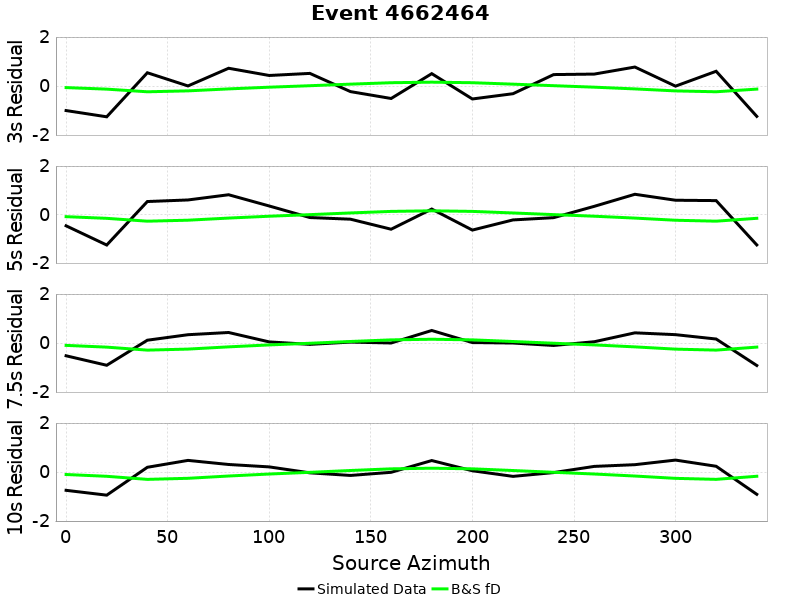 Event 4662464
3s Residual
2
0
-2
5s Residual
2
0
-2
7.5s Residual
2
0
-2
10s Residual
2
0
-2
0 50 100 150 200 250 300
Source Azimuth
Simulated Data B&S fD